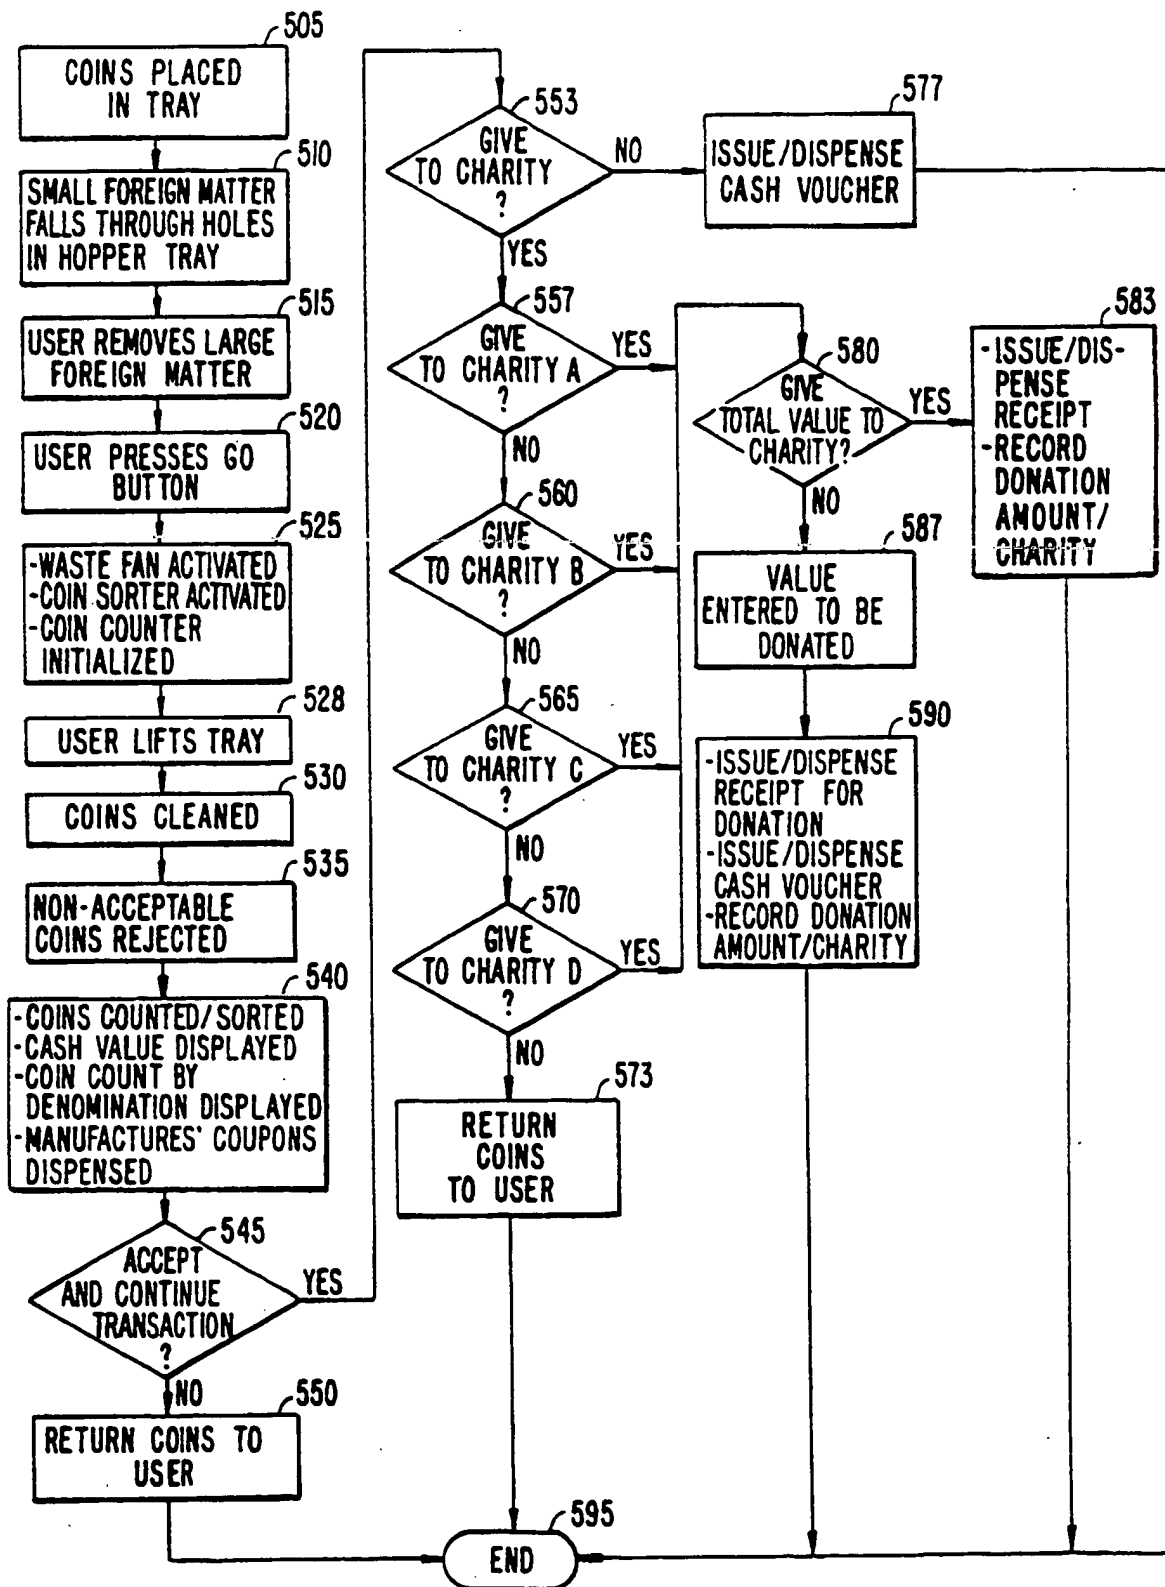 505
COINS PLACED
IN TRAY
510
SMALL FOREIGN MATTER
FALLS THROUGH HOLES
IN HOPPER TRAY
515
USER REMOVES LARGE
FOREIGN MATTER
520
USER PRESSES GO
BUTTON
525
-WASTE FAN ACTIVATED
-COIN SORTER ACTIVATED
-COIN COUNTER
INITIALIZED
528
USER LIFTS TRAY
530
COINS CLEANED
535
NON-ACCEPTABLE
COINS REJECTED
540
-COINS COUNTED/SORTED
-CASH VALUE DISPLAYED
-COIN COUNT BY
DENOMINATION DISPLAYED
-MANUFACTURES' COUPONS
DISPENSED
545
ACCEPT
AND CONTINUE
TRANSACTION
?
YES
NO
550
RETURN COINS TO
USER
553
GIVE
TO CHARITY
?
NO
YES
557
GIVE
TO CHARITY A
?
YES
NO
560
GIVE
TO CHARITY B
?
YES
NO
565
GIVE
TO CHARITY C
?
YES
NO
570
GIVE
TO CHARITY D
?
YES
NO
573
RETURN
COINS
TO USER
577
ISSUE/DISPENSE
CASH VOUCHER
580
GIVE
TOTAL VALUE TO
CHARITY?
YES
NO
583
-ISSUE/DIS-
PENSE
RECEIPT
-RECORD
DONATION
AMOUNT/
CHARITY
587
VALUE
ENTERED TO BE
DONATED
590
-ISSUE/DISPENSE
RECEIPT FOR
DONATION
-ISSUE/DISPENSE
CASH VOUCHER
-RECORD DONATION
AMOUNT/CHARITY
595
END